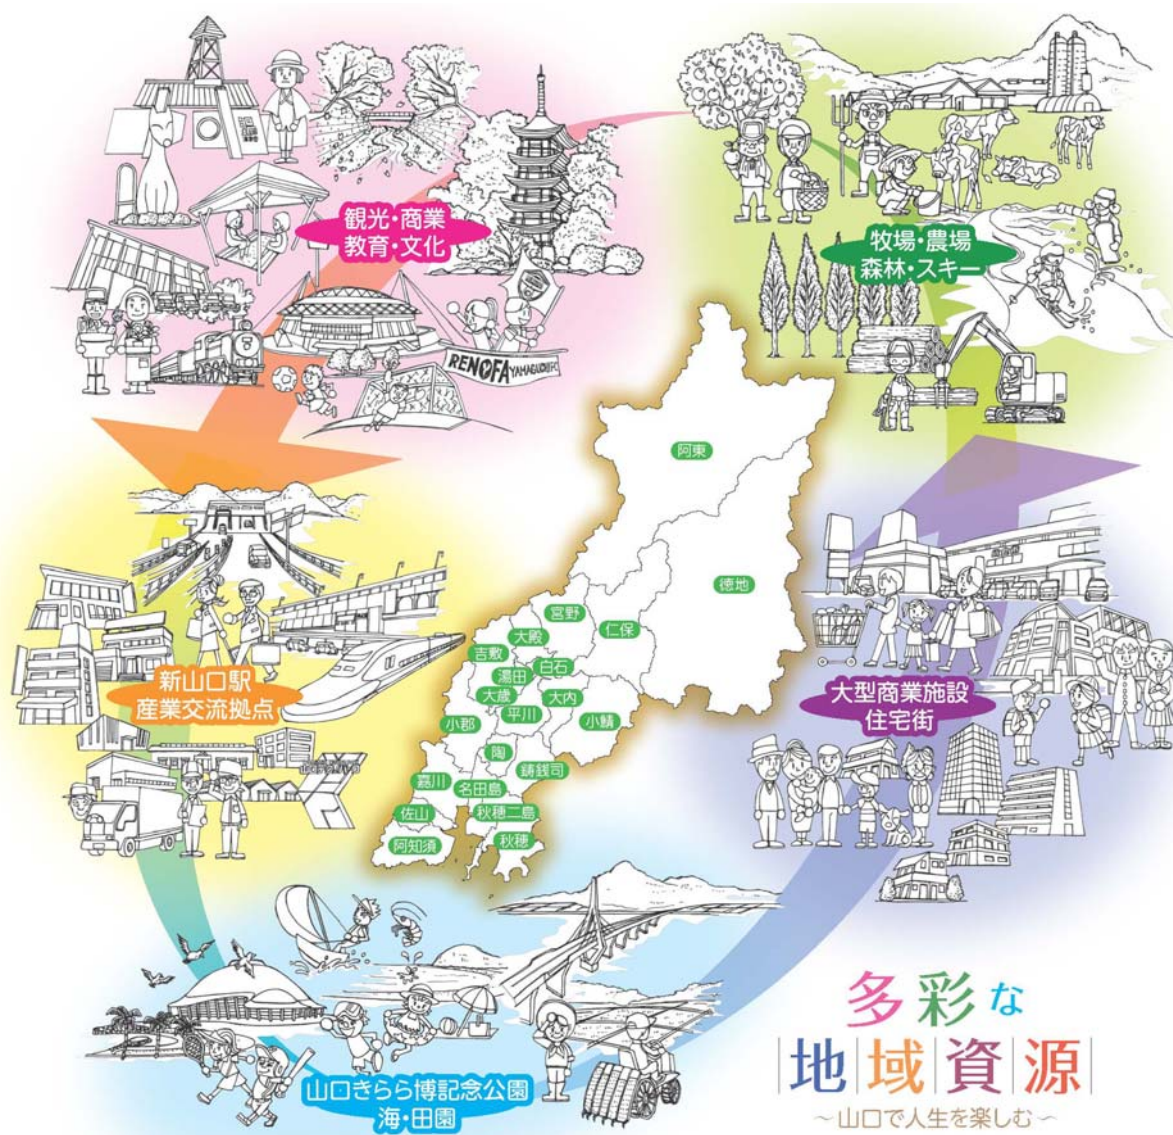 観光・商業
教育・文化
牧場・農場
森林・スキー
RENOFA YAMAGUCHI FC
阿東
徳地
宮野
仁保
大殿
吉敷
白石
湯田
大歳
大内
平川
小鯖
小郡
陶
鋳銭司
嘉川
名田島
佐山
秋穂二島
阿知須
秋穂
新山口駅
産業交流拠点
大型商業施設
住宅街
山口きらら博記念公園
海・田園
多彩な
地域資源
～山口で人生を楽しむ～